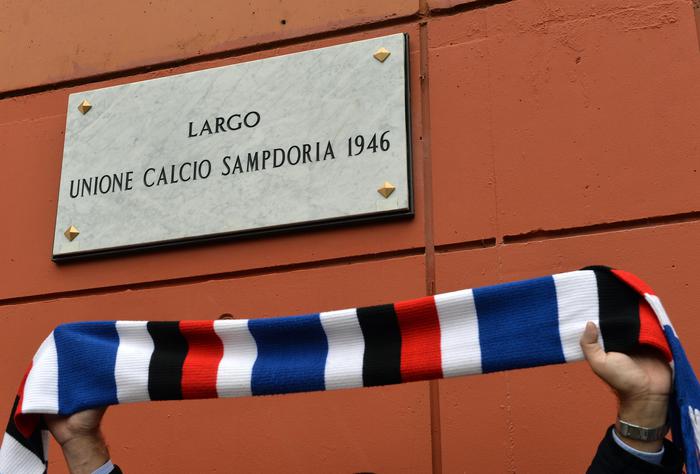 LARGO
UNIONE CALCIO SAMPDORIA 1946